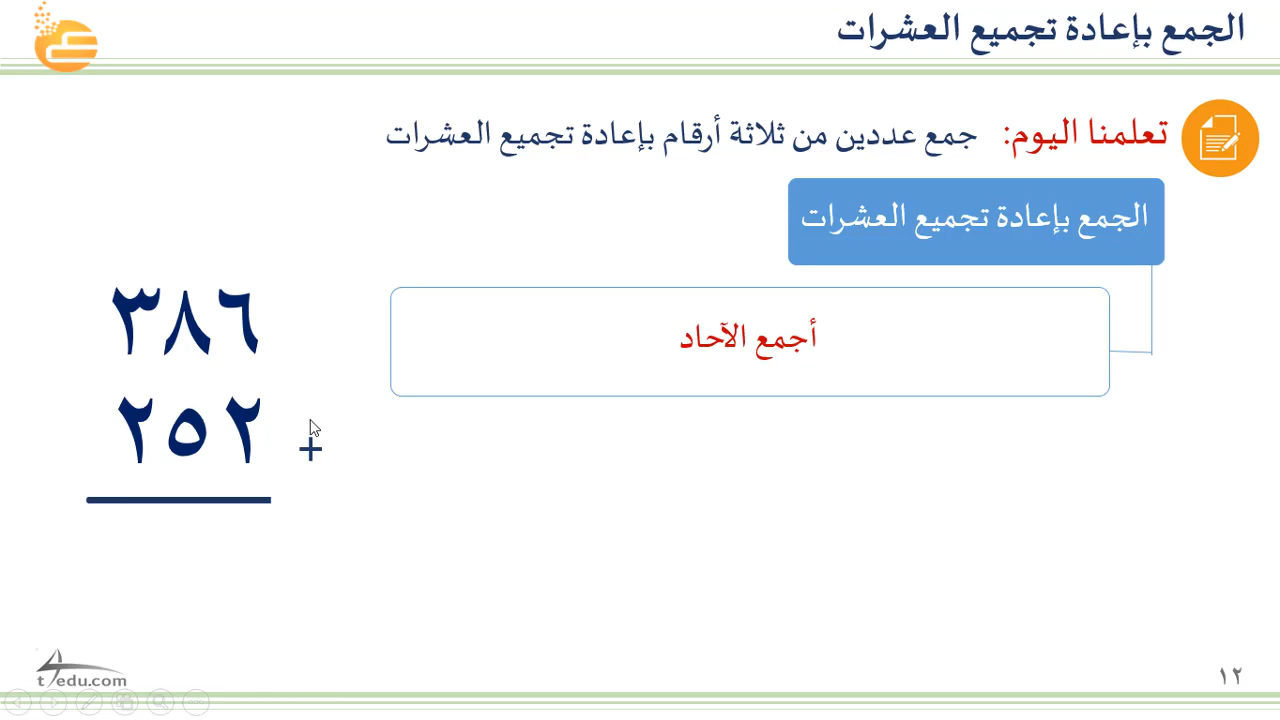 الجمع بإعادة تجميع العشرات
تعلمنا اليوم: جمع عددين من ثلاثة أرقام بإعادة تجميع العشرات
الجمع بإعادة تجميع العشرات
أجمع الآحاد
٣٨٦
٢٥٢ +
t4edu.com
١٢